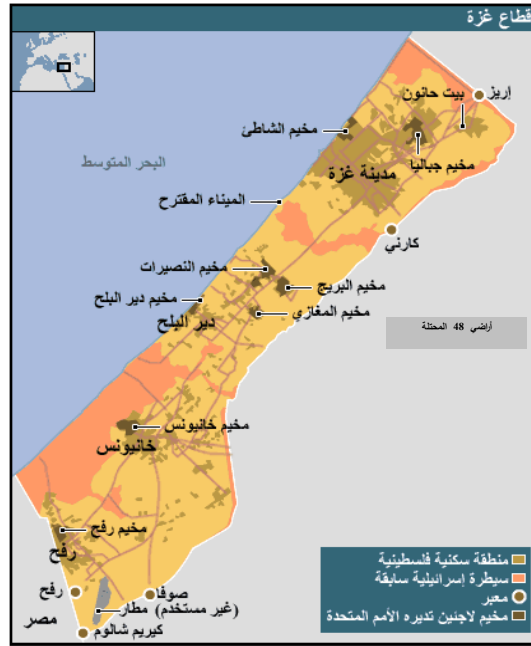 قطاع غزة
إريز
بيت حانون
مخيم الشاطئ
مخيم جباليا
مدينة غزة
البحر المتوسط
الميناء المقترح
كارني
مخيم النصيرات
مخيم البريج
مخيم دير البلح
مخيم المغازي
دير البلح
أراضي 48 المحتلة
مخيم خانيونس
خانيونس
مخيم رفح
رفح
منطقة سكنية فلسطينية
سيطرة إسرائيلية سابقة
معبر
مخيم لاجئين تديره الأمم المتحدة
رفح
صوفا
مطار (غير مستخدم)
مصر
كيريم شالوم